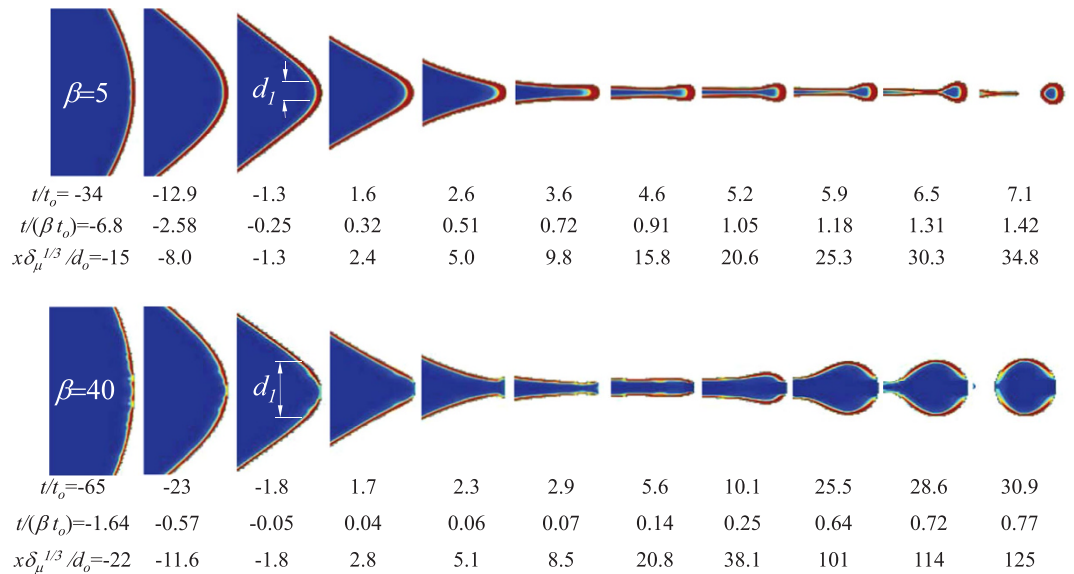 β=5
d₁
t/tₒ= -34 -12.9 -1.3 1.6 2.6 3.6 4.6 5.2 5.9 6.5 7.1
t/(β tₒ)=-6.8 -2.58 -0.25 0.32 0.51 0.72 0.91 1.05 1.18 1.31 1.42
xδμ^1/3/dₒ=-15 -8.0 -1.3 2.4 5.0 9.8 15.8 20.6 25.3 30.3 34.8
β=40
d₁
t/tₒ=-65 -23 -1.8 1.7 2.3 2.9 5.6 10.1 25.5 28.6 30.9
t/(β tₒ)=-1.64 -0.57 -0.05 0.04 0.06 0.07 0.14 0.25 0.64 0.72 0.77
xδμ^1/3/dₒ=-22 -11.6 -1.8 2.8 5.1 8.5 20.8 38.1 101 114 125